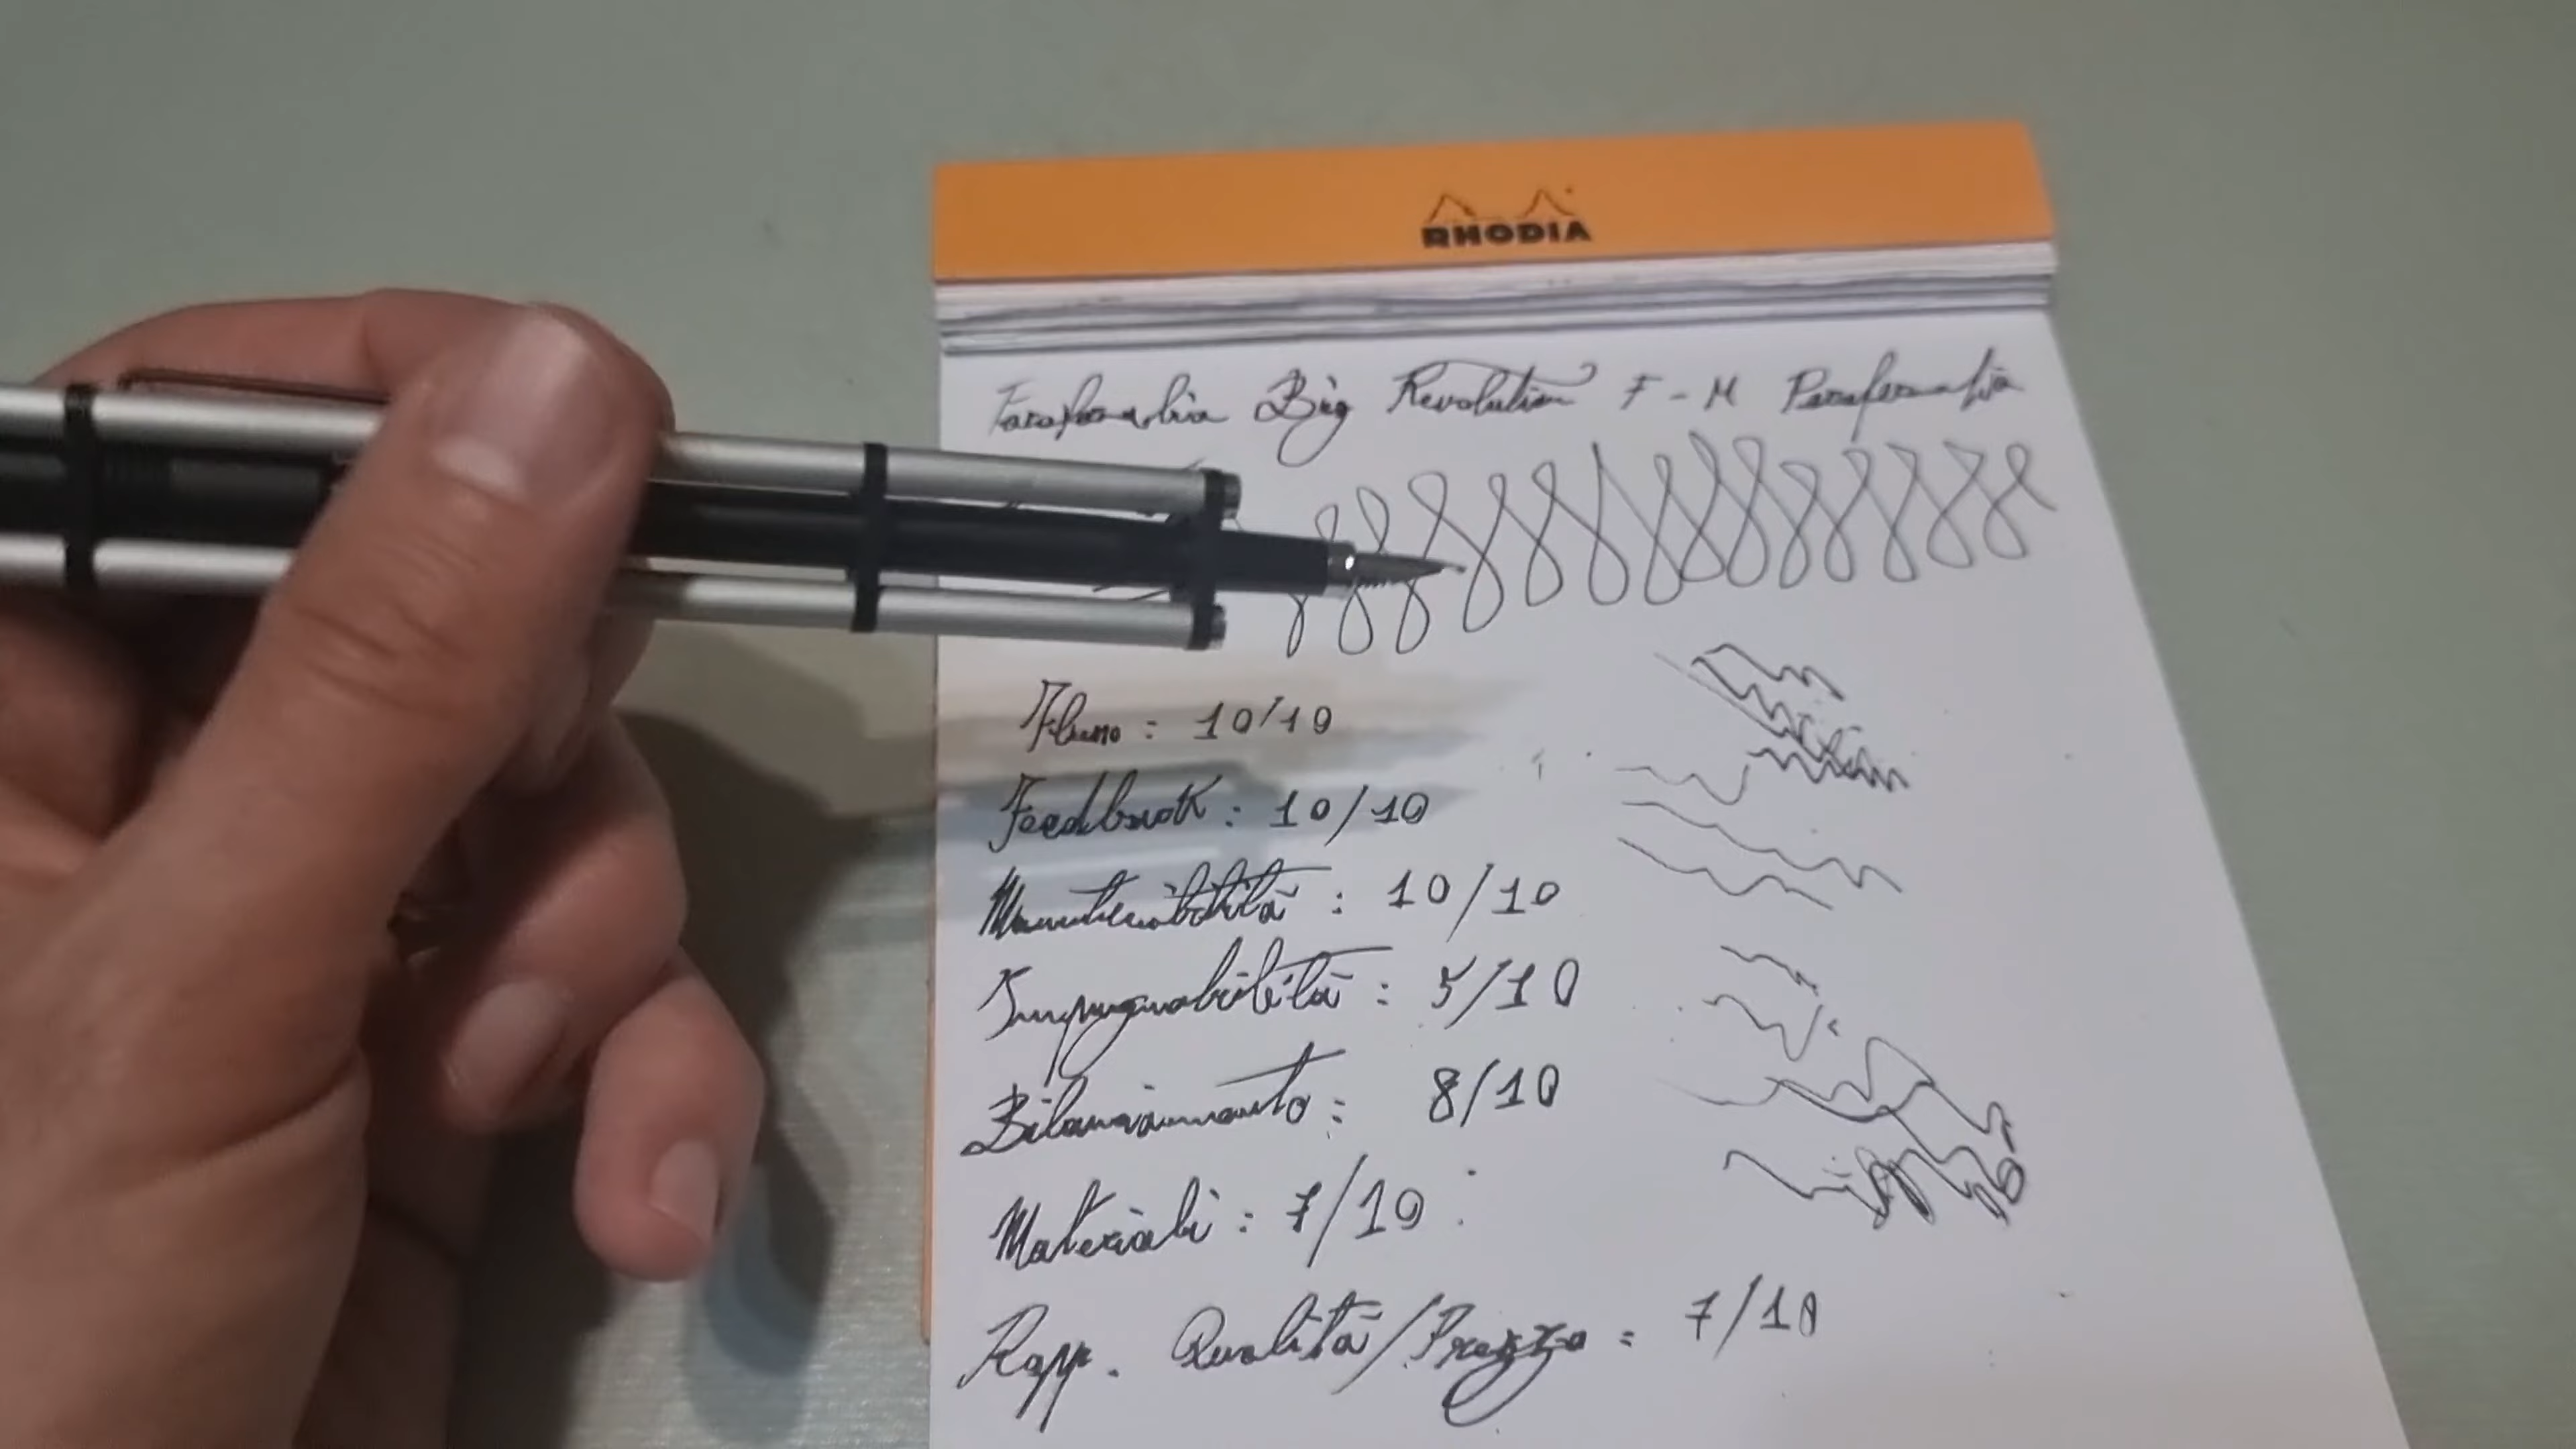 RHODIA
Parafernalia Big Revolution F - M Parafernalia
Flusso : 10/10
Feedback : 10/10
Manutenibilità : 10/10
Impugnabilità : 5/10
Bilanciamento : 8/10
Materiali : 7/10
Rapp. Qualità/Prezzo = 7/10